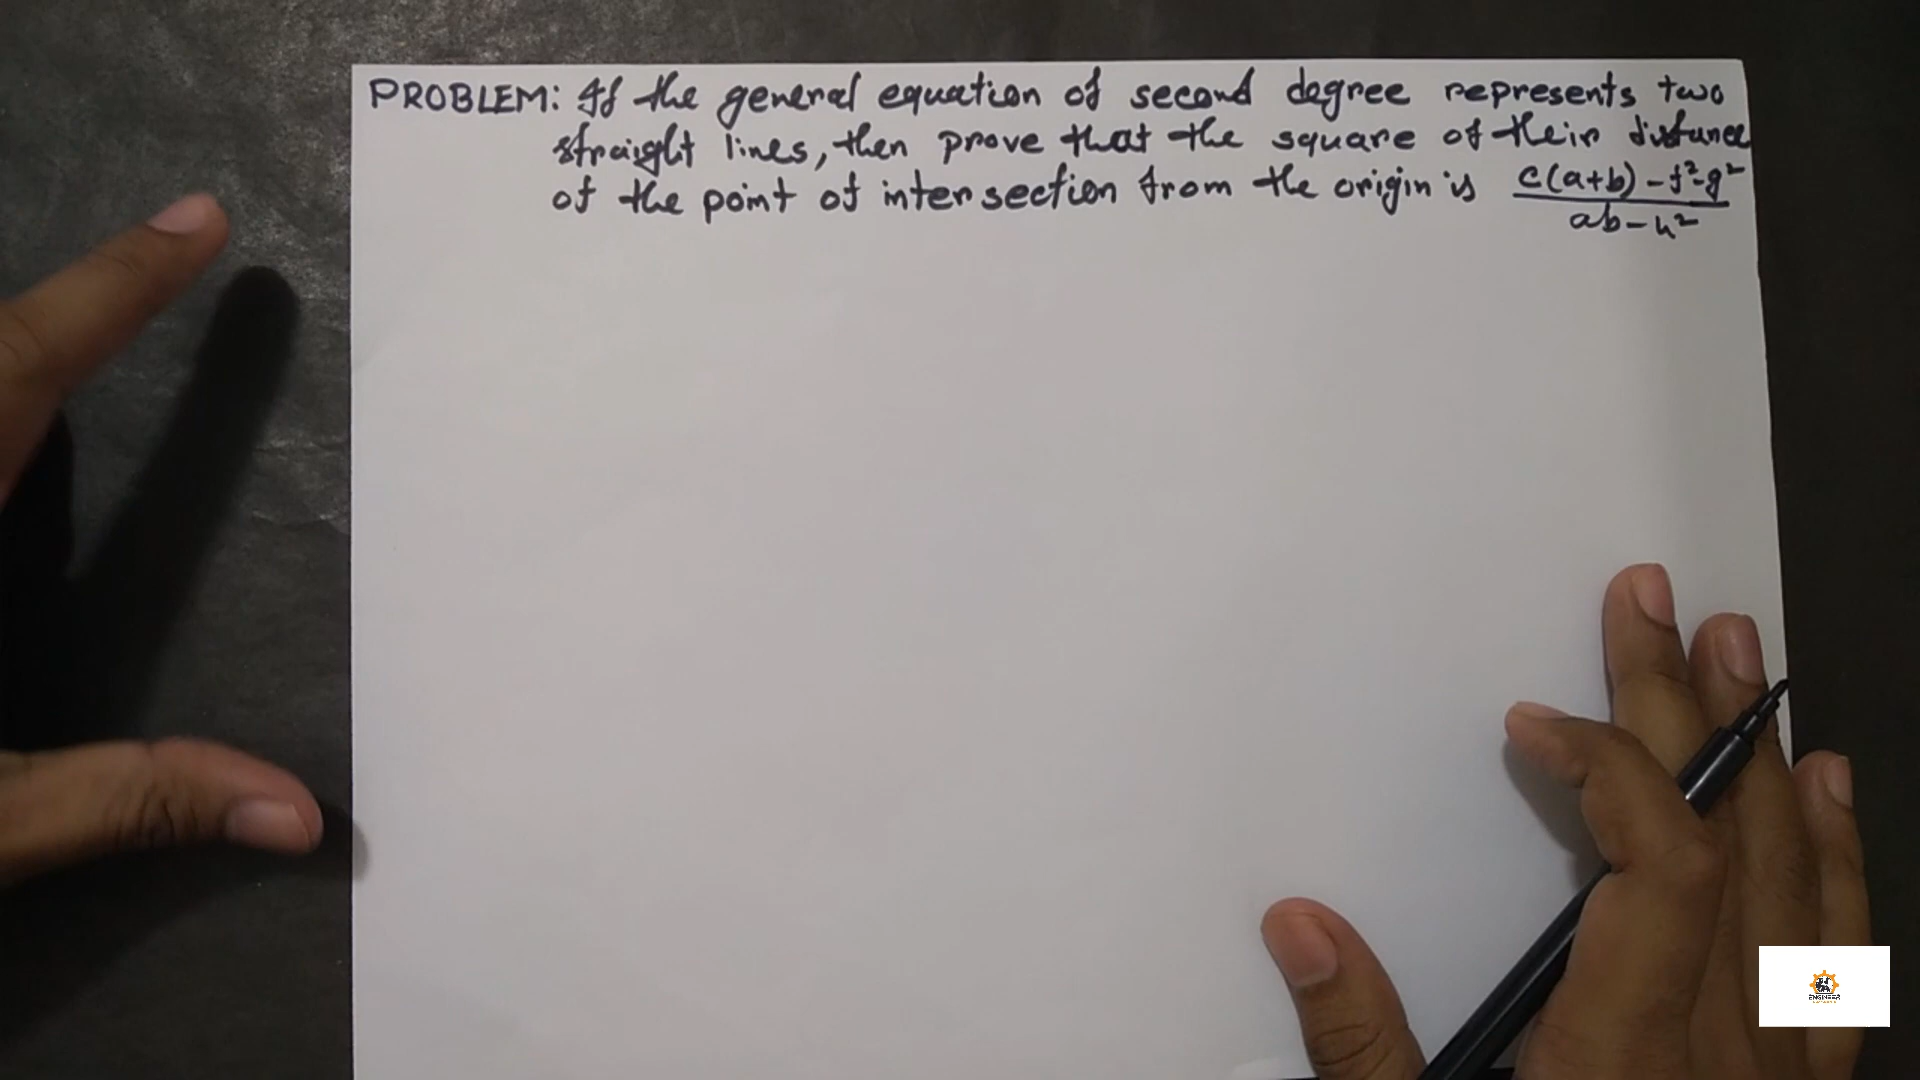 PROBLEM: If the general equation of second degree represents two
straight lines, then prove that the square of their distance
of the point of intersection from the origin is c(a+b) - f² - g² / ab - h²
ENGINEER